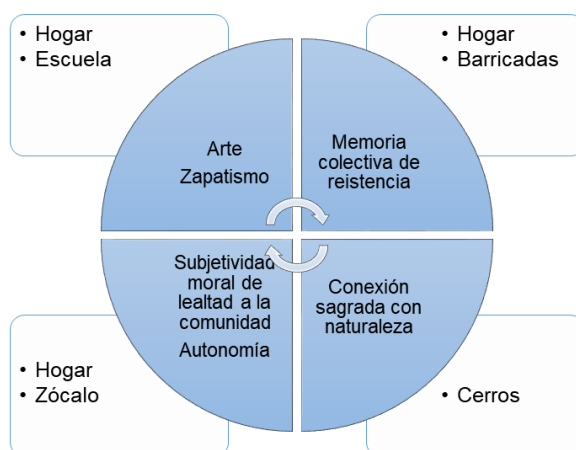 • Hogar
• Escuela
• Hogar
• Barricadas
Arte
Zapatismo
Memoria
colectiva de
reistencia
Subjetividad
moral de
lealtad a la
comunidad
Autonomía
Conexión
sagrada con
naturaleza
• Hogar
• Zócalo
• Cerros